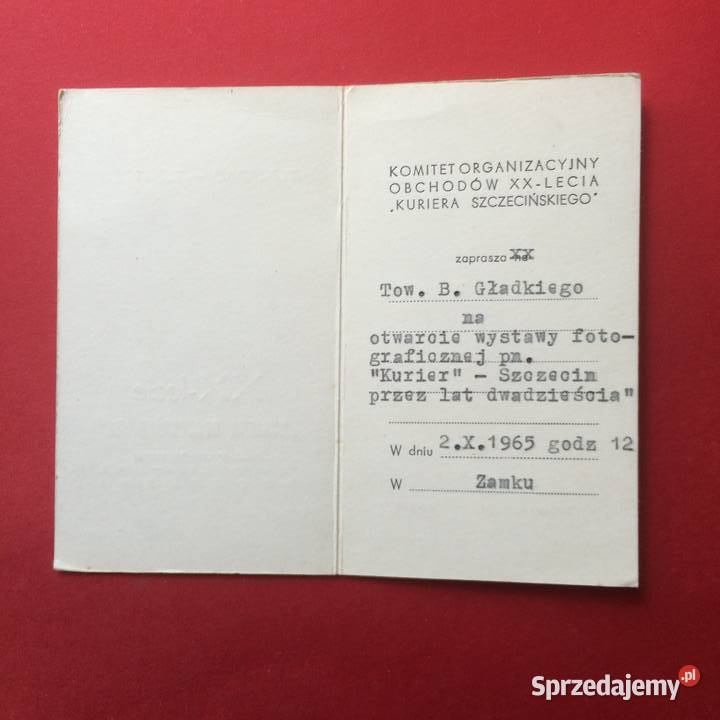 KOMITET ORGANIZACYJNY
OBCHODÓW XX-LECIA
„KURIERA SZCZECIŃSKIEGO"
zaprasza na
Tow. B. Gładkiego
na
otwarcie wystawy foto-
graficznej pn.
"Kurier" - Szczecin
przez lat dwadzieścia"
W dniu 2.X.1965 godz 12
W Zamku
Sprzedajemy.pl